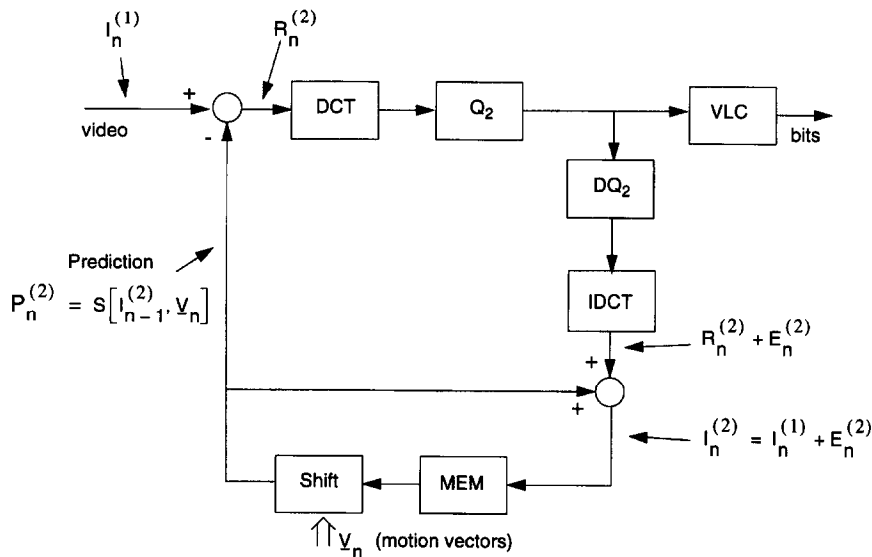 I_n^(1)
R_n^(2)
+
DCT
Q_2
VLC
video
-
bits
DQ_2
Prediction
P_n^(2) = S[I_{n-1}^(2), V_n]
IDCT
R_n^(2) + E_n^(2)
+
+
I_n^(2) = I_n^(1) + E_n^(2)
Shift
MEM
V_n (motion vectors)